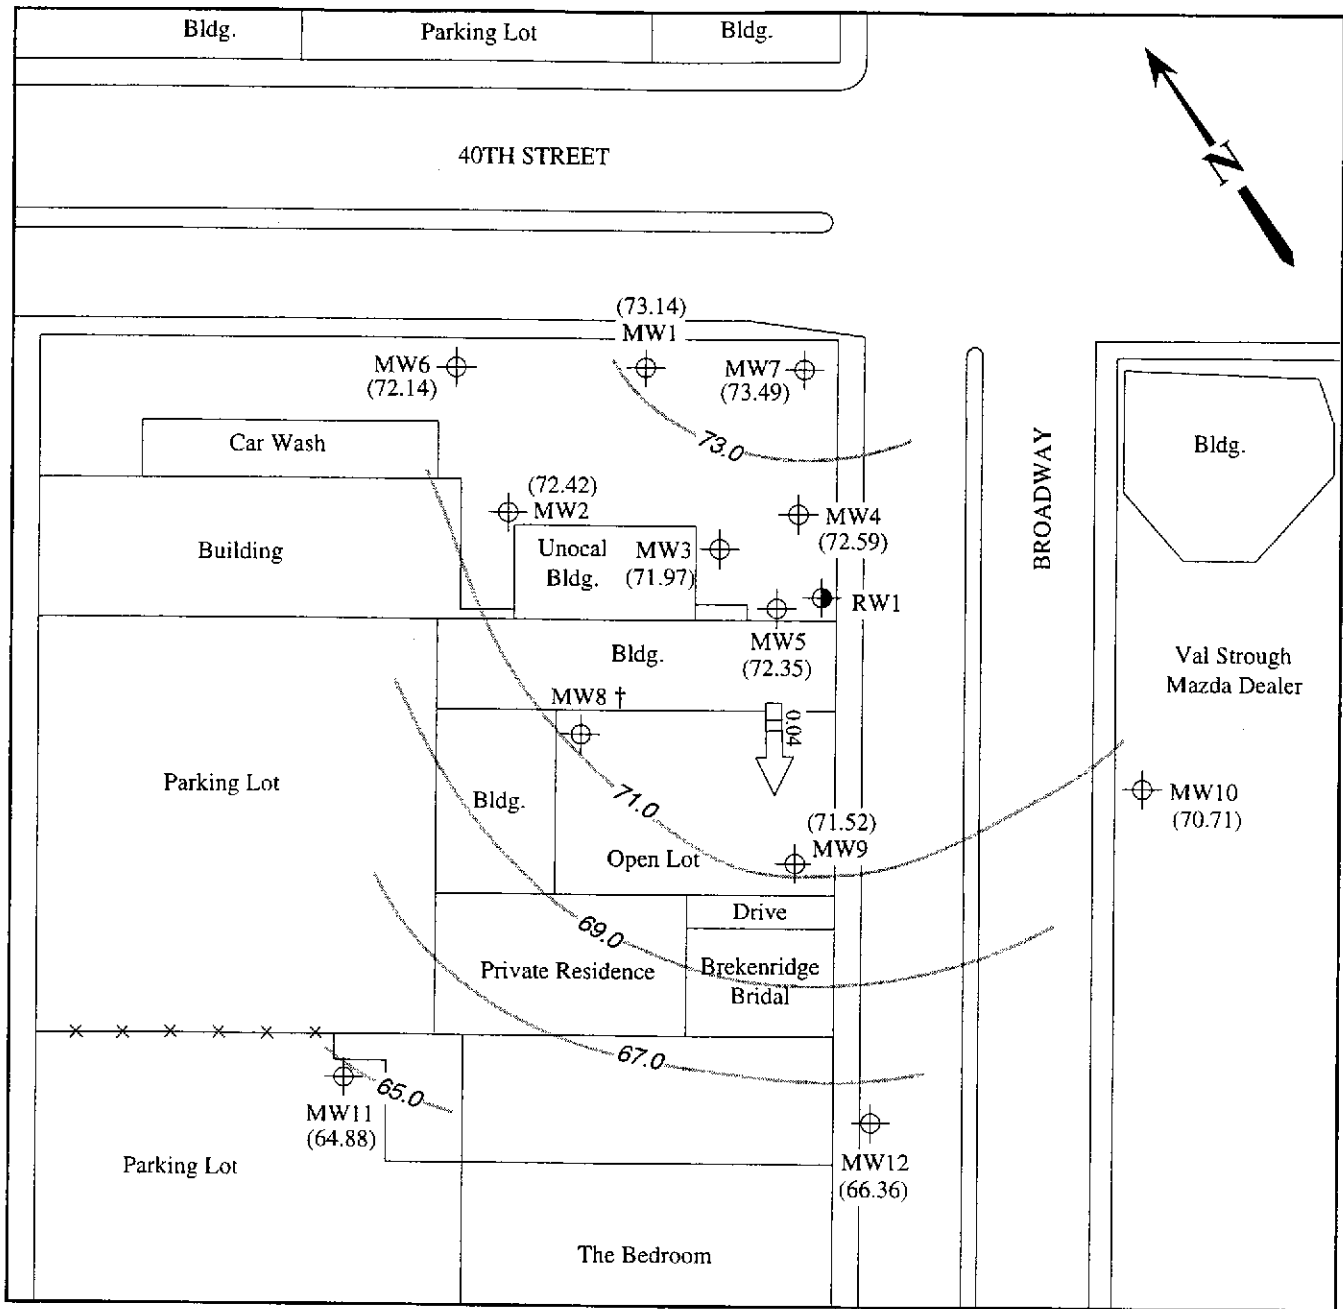 Bldg.
Parking Lot
Bldg.
40TH STREET
N
(73.14)
MW1
MW6
(72.14)
MW7
(73.49)
73.0
Car Wash
BROADWAY
Bldg.
(72.42)
MW2
MW4
(72.59)
Building
Unocal
Bldg.
MW3
(71.97)
RW1
MW5
(72.35)
Bldg.
Val Strough
Mazda Dealer
MW8 †
0.04
Parking Lot
Bldg.
71.0
MW10
(70.71)
(71.52)
MW9
Open Lot
Drive
69.0
Private Residence
Brekenridge
Bridal
67.0
65.0
MW11
(64.88)
Parking Lot
MW12
(66.36)
The Bedroom